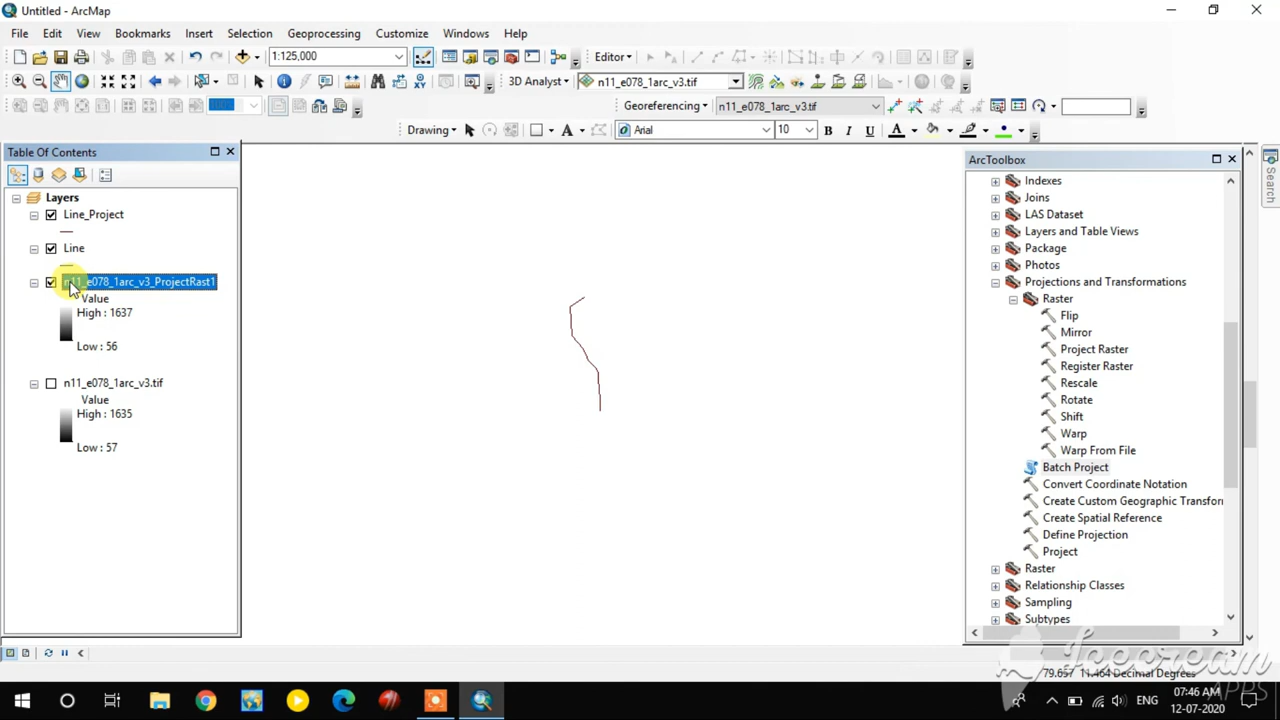 Untitled - ArcMap
File Edit View Bookmarks Insert Selection Geoprocessing Customize Windows Help
1:125,000
Editor
3D Analyst
n11_e078_1arc_v3.tif
Georeferencing
n11_e078_1arc_v3.tif
Drawing
Arial
10
B I U A
Table Of Contents
Layers
Line_Project
Line
n11_e078_1arc_v3_ProjectRast1
Value
High : 1637
Low : 56
n11_e078_1arc_v3.tif
Value
High : 1635
Low : 57
ArcToolbox
Indexes
Joins
LAS Dataset
Layers and Table Views
Package
Photos
Projections and Transformations
Raster
Flip
Mirror
Project Raster
Register Raster
Rescale
Rotate
Shift
Warp
Warp From File
Batch Project
Convert Coordinate Notation
Create Custom Geographic Transfor
Create Spatial Reference
Define Projection
Project
Raster
Relationship Classes
Sampling
Subtypes
Search
79.657 11.464 Decimal Degrees
Icecream
APPS
ENG
07:46 AM
12-07-2020